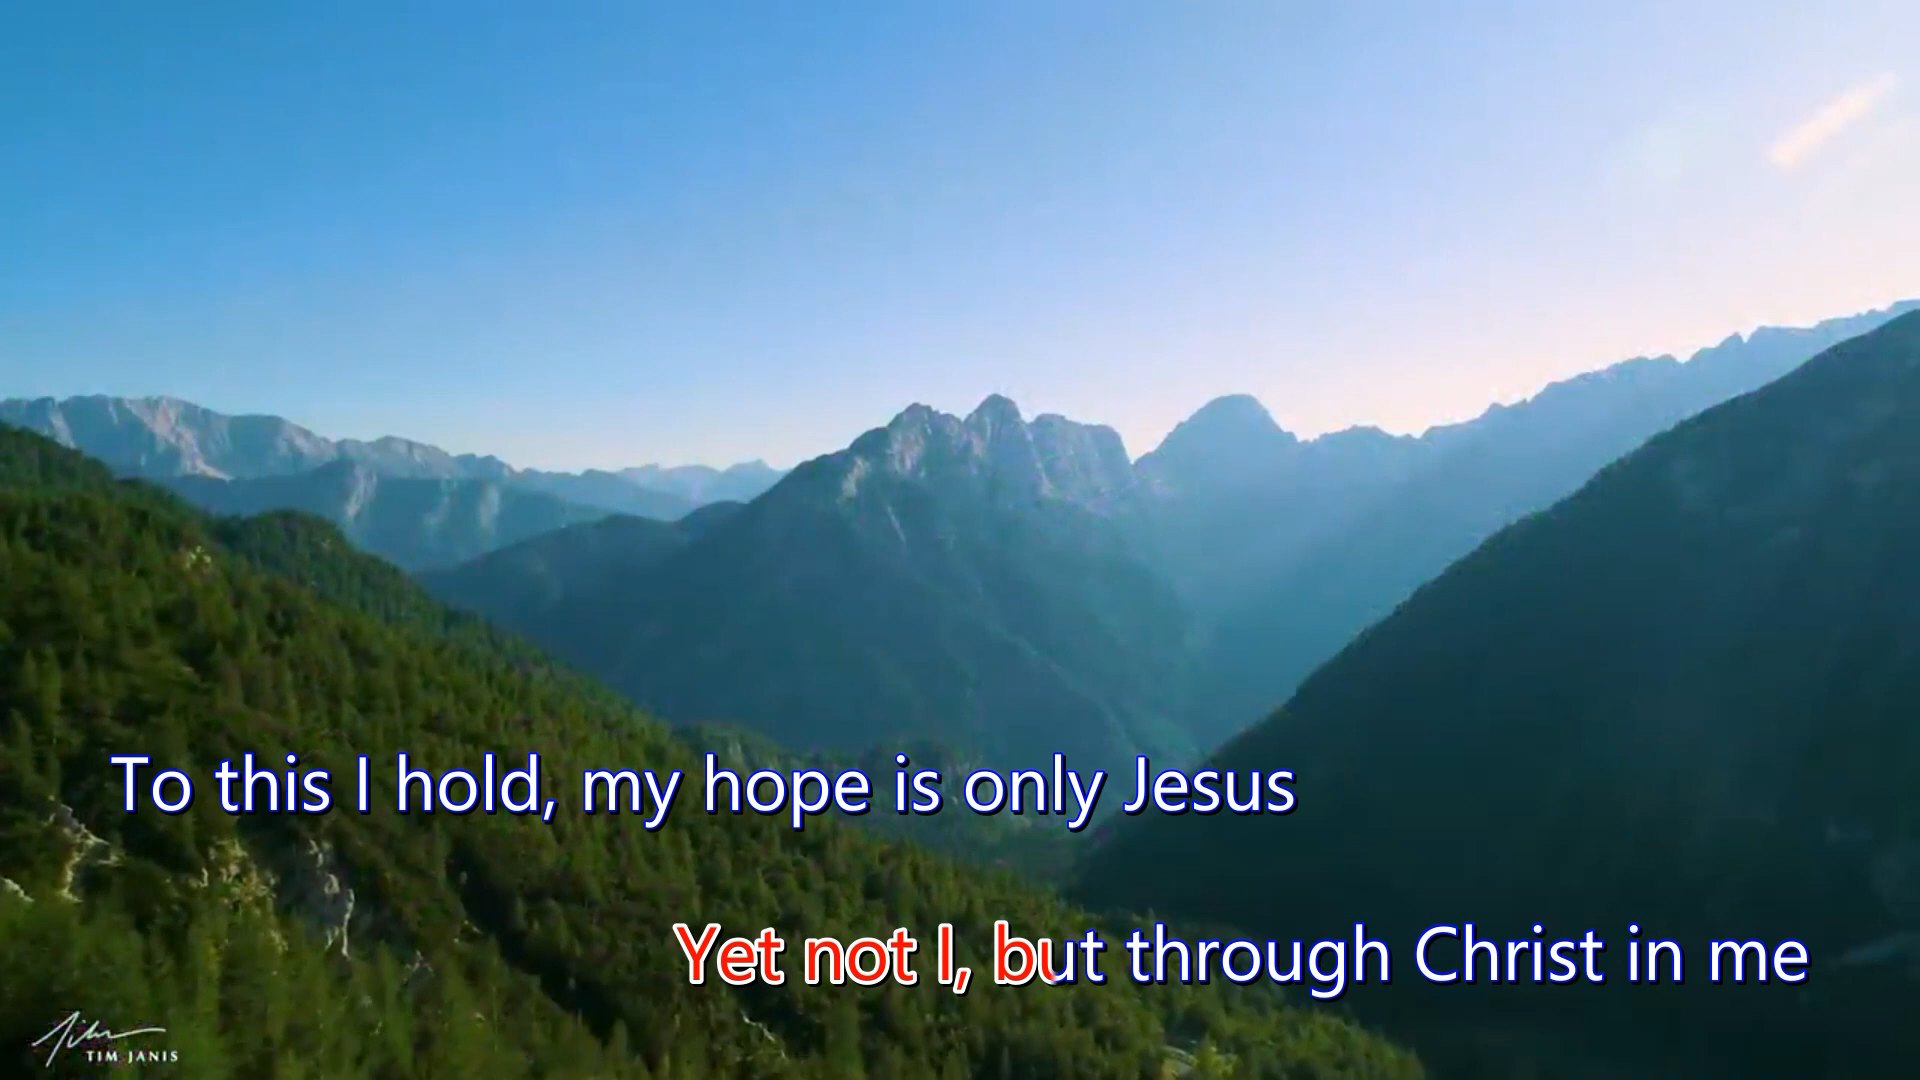 To this I hold, my hope is only Jesus
Yet not I, but through Christ in me
TIM JANIS